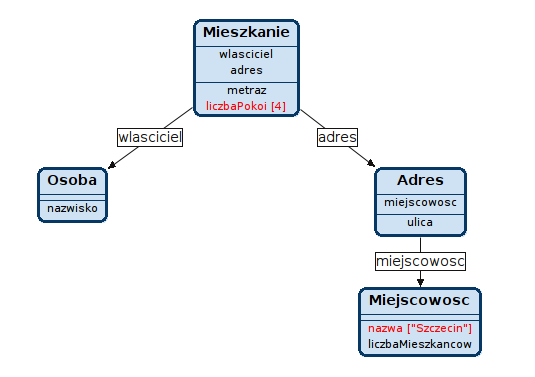 Mieszkanie
wlasciciel
adres
metraz
liczbaPokoi [4]
wlasciciel
adres
Osoba
nazwisko
Adres
miejscowosc
ulica
miejscowosc
Miejscowosc
nazwa ["Szczecin"]
liczbaMieszkancow